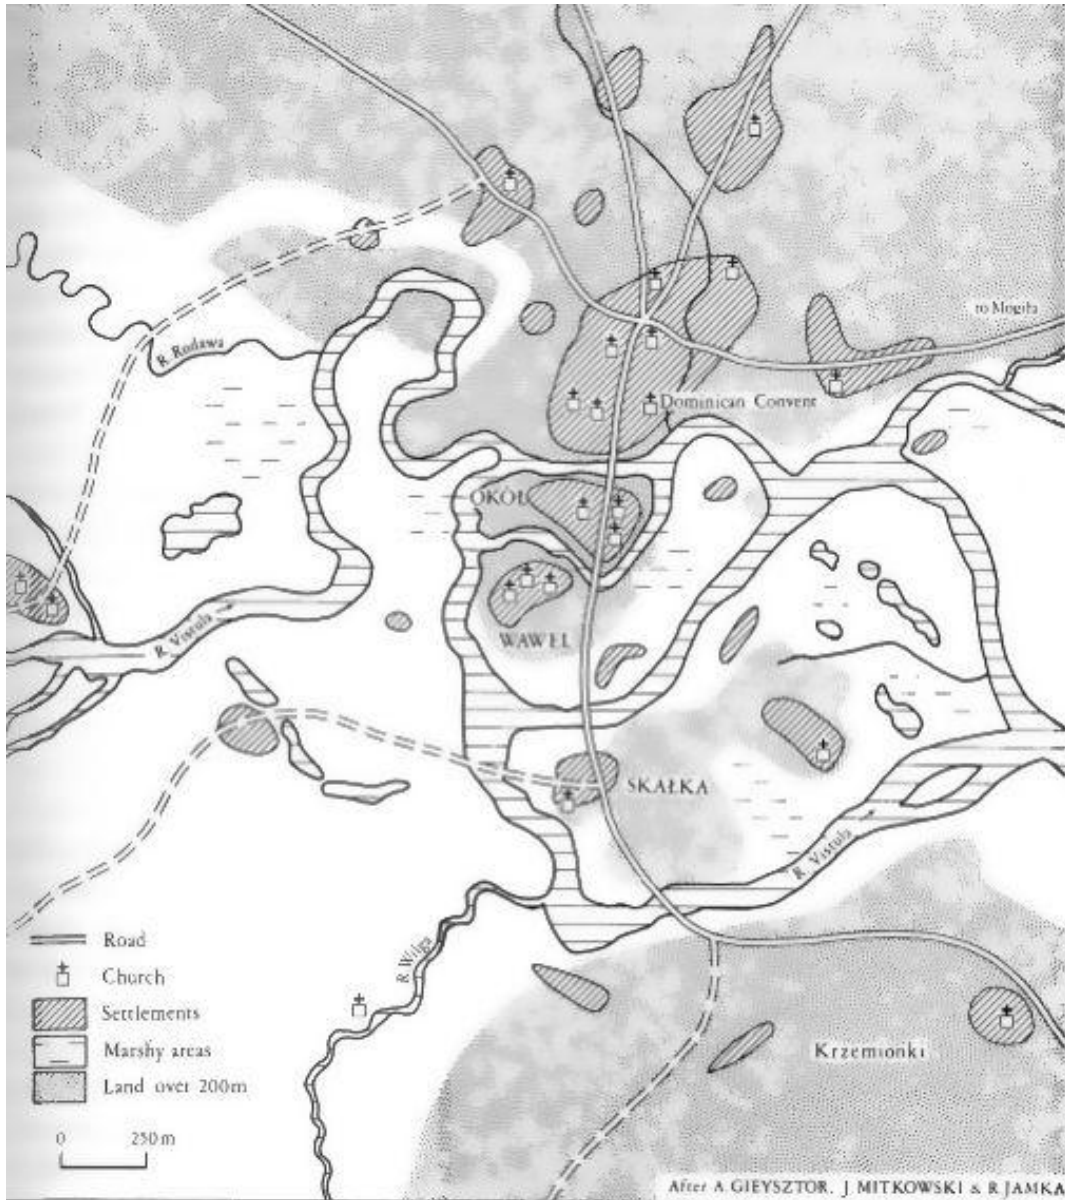 to Mogiła
R. Rudawa
Dominican Convent
OKÓŁ
WAWEL
R. Vistula
SKAŁKA
R. Vistula
R. Wilga
Road
Church
Settlements
Marshy areas
Land over 200m
0 250 m
Krzemionki
After A GIEYSZTOR, J MITKOWSKI & R JAMKA